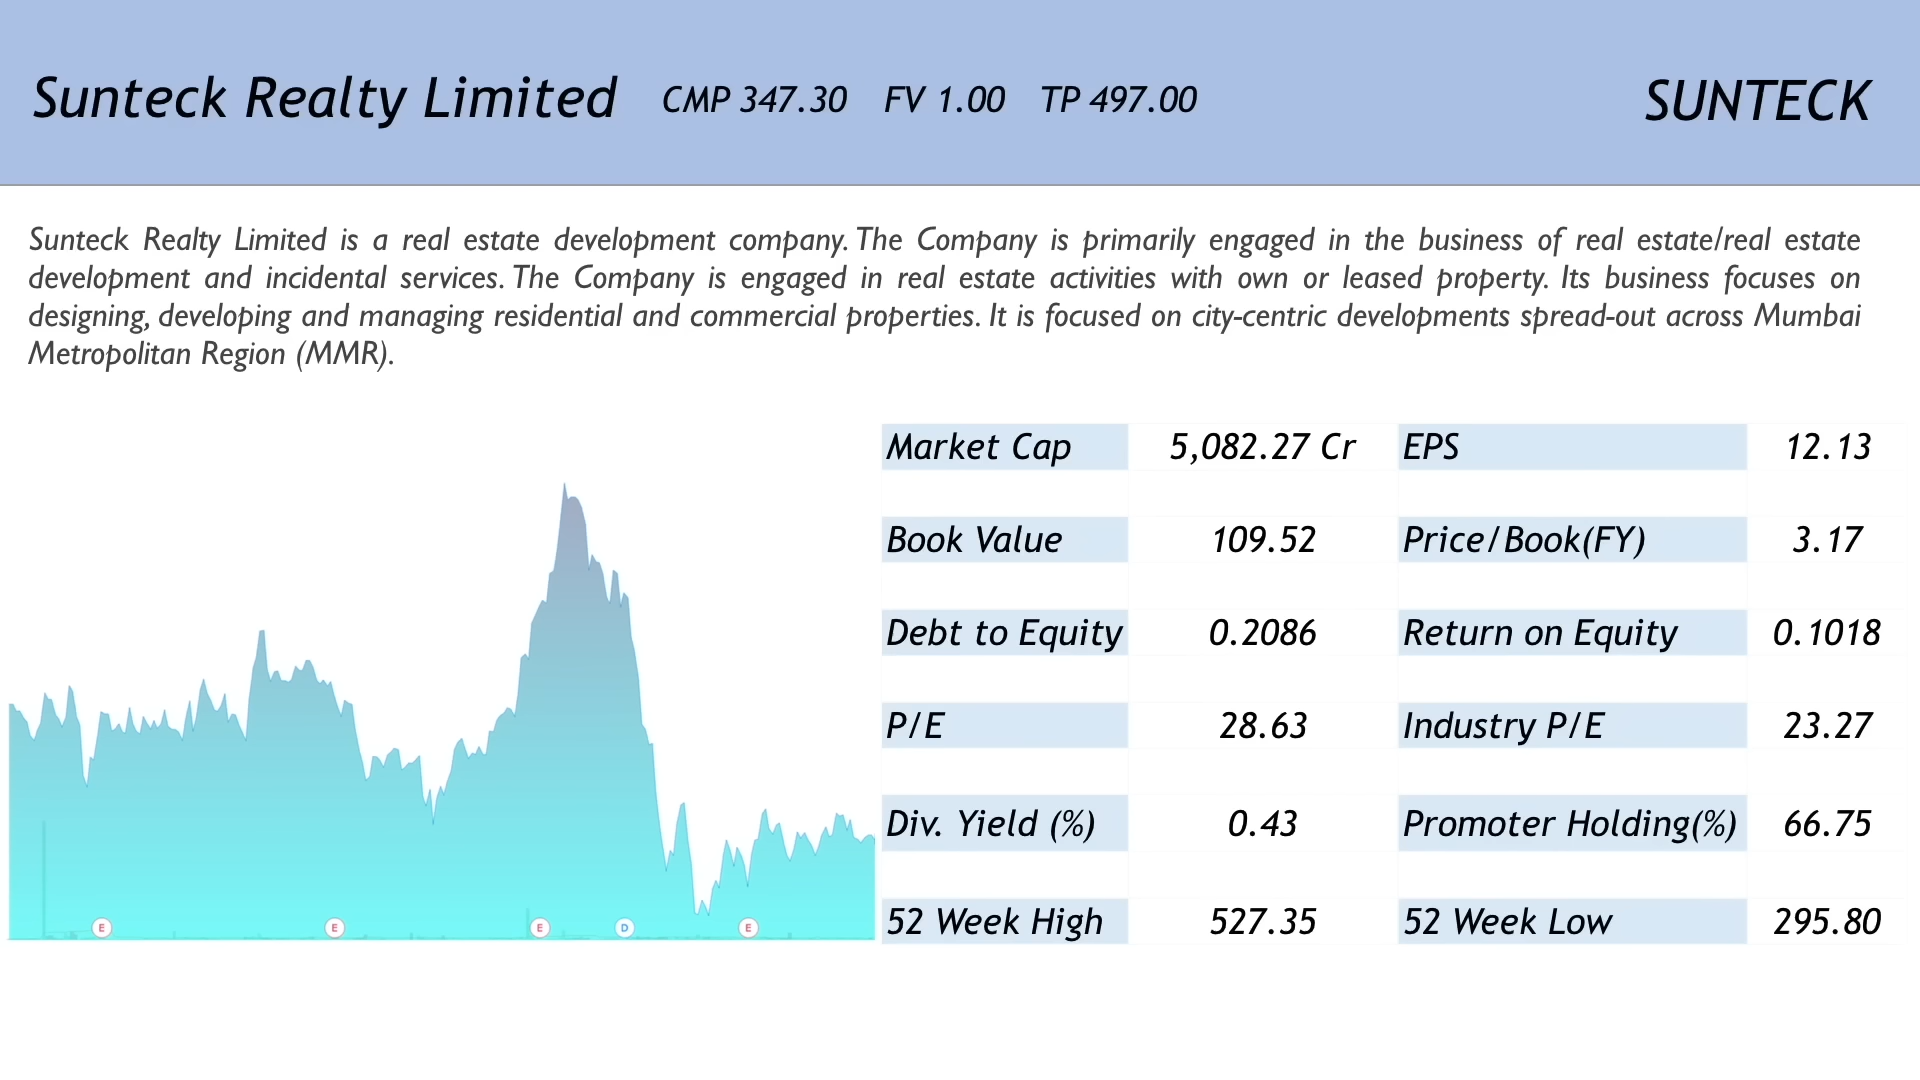 Sunteck Realty Limited CMP 347.30 FV 1.00 TP 497.00 SUNTECK
Sunteck Realty Limited is a real estate development company. The Company is primarily engaged in the business of real estate/real estate
development and incidental services. The Company is engaged in real estate activities with own or leased property. Its business focuses on
designing, developing and managing residential and commercial properties. It is focused on city-centric developments spread-out across Mumbai
Metropolitan Region (MMR).
Market Cap 5,082.27 Cr EPS 12.13
Book Value 109.52 Price/Book(FY) 3.17
Debt to Equity 0.2086 Return on Equity 0.1018
P/E 28.63 Industry P/E 23.27
Div. Yield (%) 0.43 Promoter Holding(%) 66.75
52 Week High 527.35 52 Week Low 295.80
E E E D E